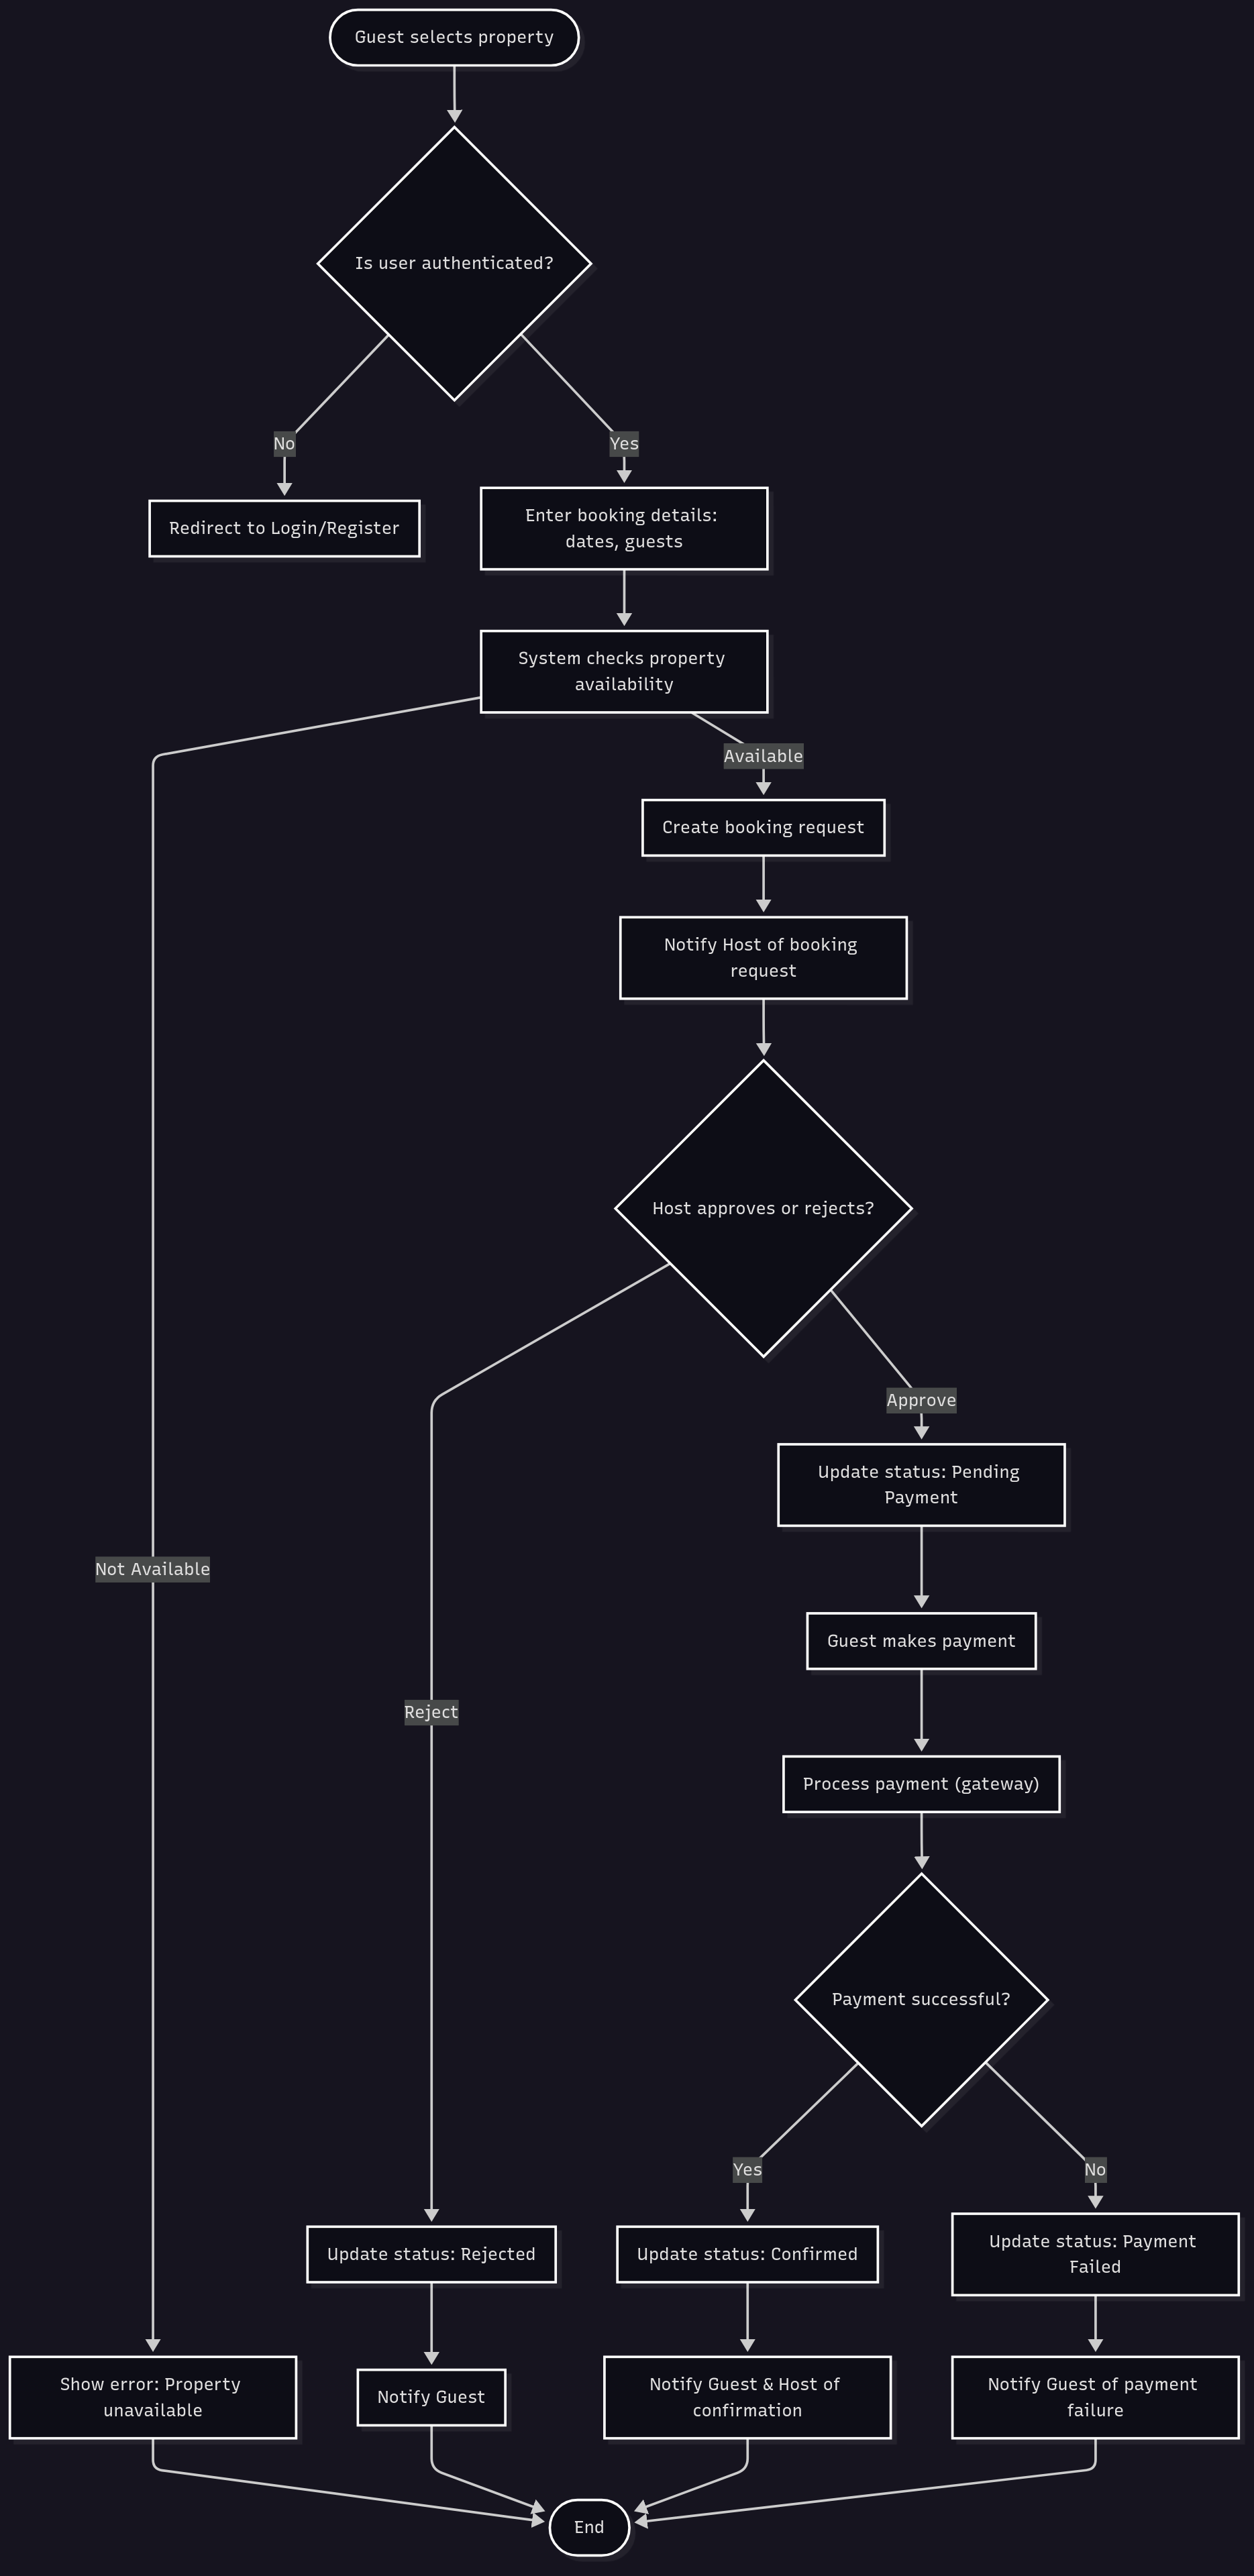 Guest selects property
Is user authenticated?
No
Yes
Redirect to Login/Register
Enter booking details:
dates, guests
System checks property
availability
Available
Create booking request
Notify Host of booking
request
Host approves or rejects?
Approve
Update status: Pending
Payment
Not Available
Guest makes payment
Reject
Process payment (gateway)
Payment successful?
Yes
No
Update status: Rejected
Update status: Confirmed
Update status: Payment
Failed
Show error: Property
unavailable
Notify Guest
Notify Guest & Host of
confirmation
Notify Guest of payment
failure
End